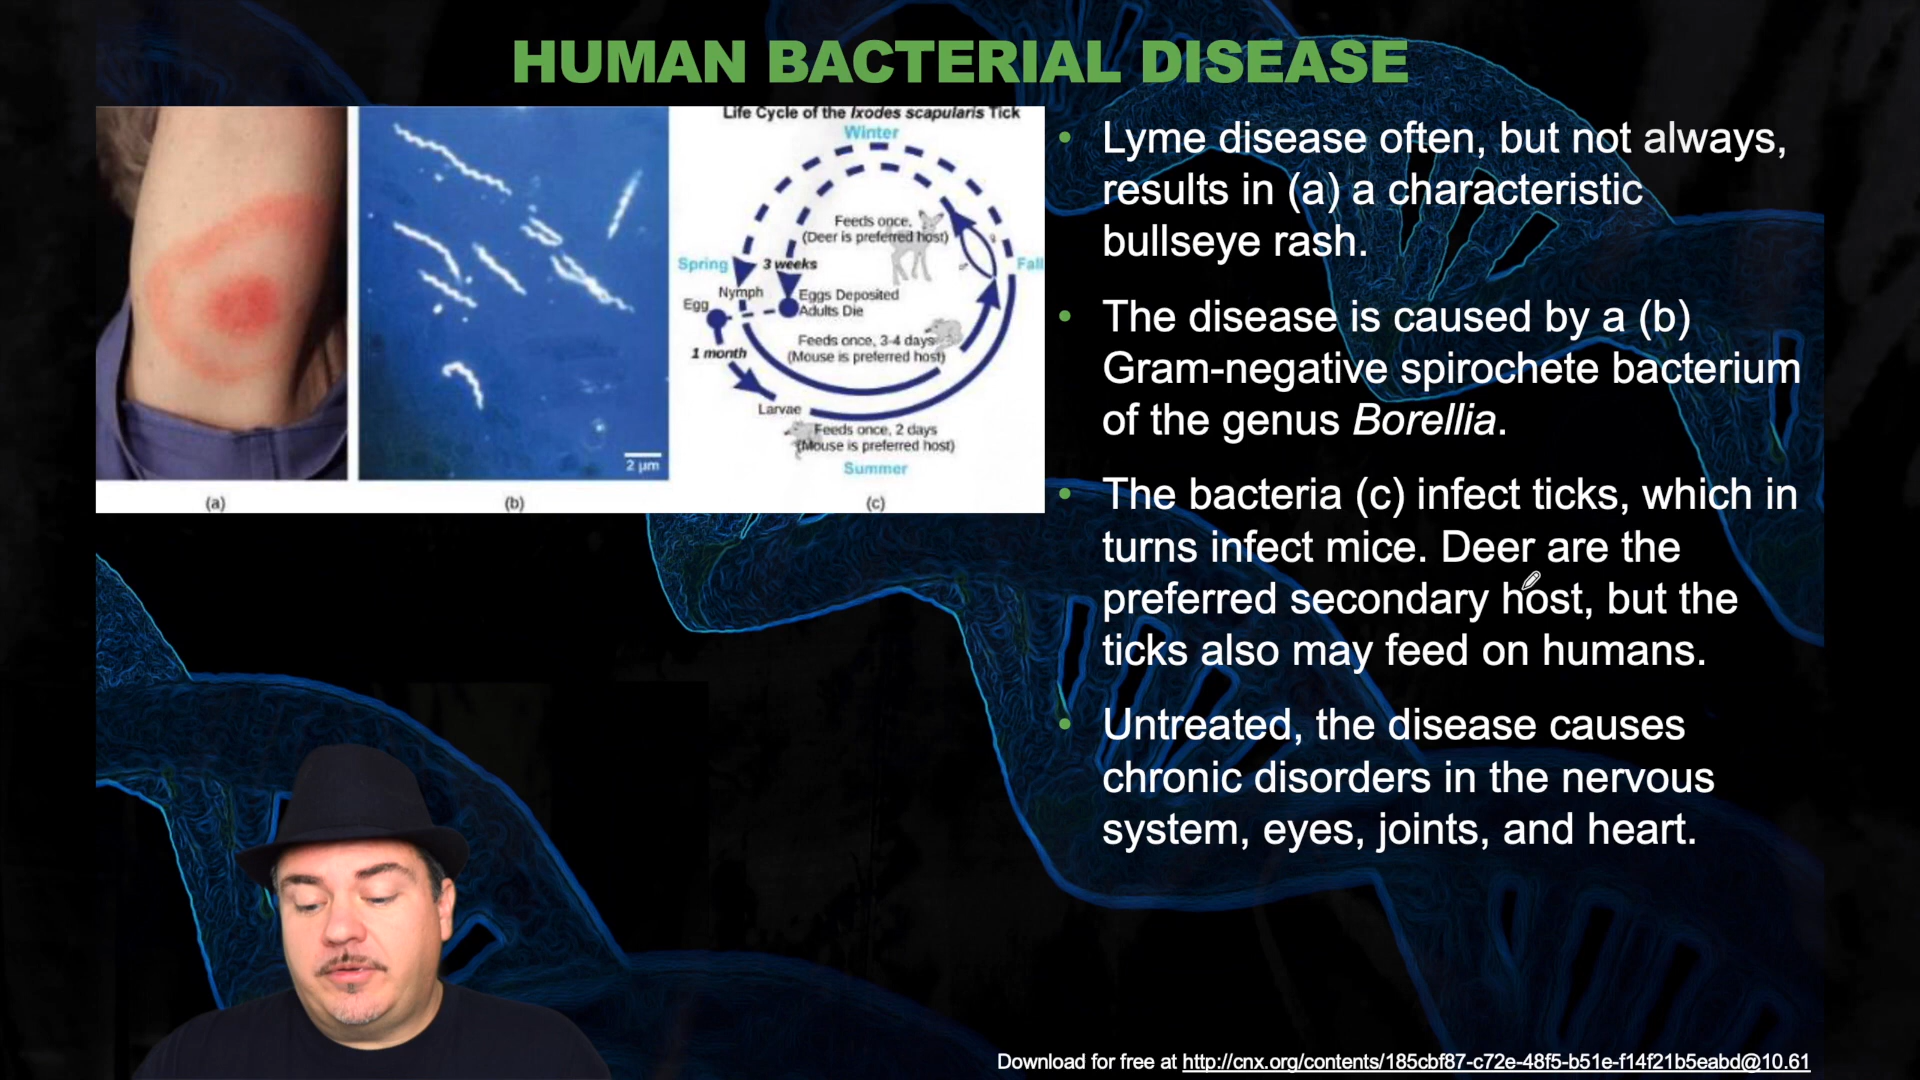 HUMAN BACTERIAL DISEASE
Life Cycle of the Ixodes scapularis Tick
Winter
Feeds once,
(Deer is preferred host)
Spring
3 weeks
Fall
Nymph
Eggs Deposited
Egg
Adults Die
Feeds once, 3-4 days
1 month
(Mouse is preferred host)
Larvae
Feeds once, 2 days
(Mouse is preferred host)
Summer
2 µm
(a)
(b)
(c)
• Lyme disease often, but not always,
results in (a) a characteristic
bullseye rash.
• The disease is caused by a (b)
Gram-negative spirochete bacterium
of the genus Borellia.
• The bacteria (c) infect ticks, which in
turns infect mice. Deer are the
preferred secondary host, but the
ticks also may feed on humans.
• Untreated, the disease causes
chronic disorders in the nervous
system, eyes, joints, and heart.
Download for free at http://cnx.org/contents/185cbf87-c72e-48f5-b51e-f14f21b5eabd@10.61